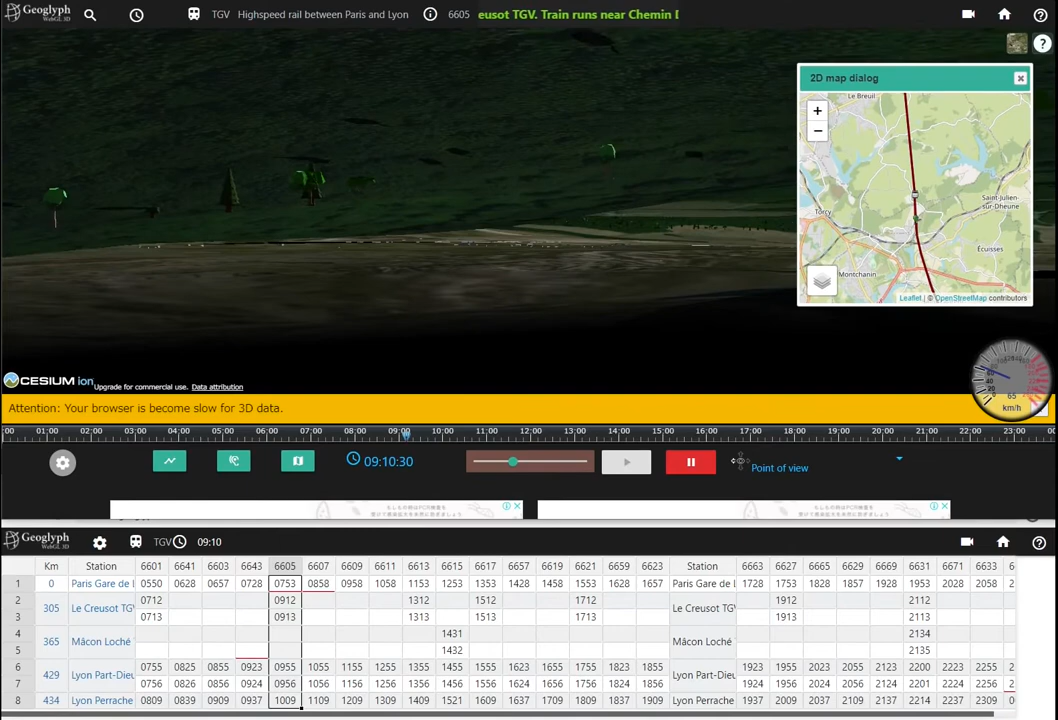 Geoglyph
WebGL 3D
TGV Highspeed rail between Paris and Lyon 6605 eusot TGV. Train runs near Chemin D
2D map dialog
+
−
Le Breuil
Torcy
Saint-Julien-
sur-Dheune
Écuisses
Montchanin
Leaflet | © OpenStreetMap contributors
65
km/h
CESIUM ion Upgrade for commercial use. Data attribution
Attention: Your browser is become slow for 3D data.
:00 01:00 02:00 03:00 04:00 05:00 06:00 07:00 08:00 09:00 10:00 11:00 12:00 13:00 14:00 15:00 16:00 17:00 18:00 19:00 20:00 21:00 22:00 23:00 00
09:10:30
Point of view
Geoglyph
WebGL 3D
TGV 09:10
Km Station 6601 6641 6603 6643 6605 6607 6609 6611 6613 6615 6617 6657 6619 6621 6659 6623 Station 6663 6627 6665 6667 6669 6631 6671 6633 6
1 0 Paris Gare de l 0550 0628 0657 0728 0753 0858 0958 1058 1153 1253 1353 1428 1458 1553 1628 1657 Paris Gare de l 1728 1753 1828 1857 1928 1953 2028 2058 2
2 0712 0912 1312 1512 1712 1912 2112
305 Le Creusot TGV Le Creusot TGV
3 0713 0913 1313 1513 1713 1913 2113
4 1431 2134
365 Mâcon Loché Mâcon Loché
5 1432 2135
6 0755 0825 0855 0923 0955 1055 1155 1255 1355 1455 1555 1623 1655 1755 1823 1855 1923 1955 2023 2055 2123 2200 2223 2255 2
429 Lyon Part-Dieu Lyon Part-Dieu
7 0756 0826 0856 0924 0956 1056 1156 1256 1356 1456 1556 1624 1656 1756 1824 1856 1924 1956 2024 2056 2124 2201 2224 2256 2
8 434 Lyon Perrache 0809 0839 0909 0937 1009 1109 1209 1309 1409 1521 1609 1637 1709 1809 1837 1909 Lyon Perrache 1937 2009 2037 2109 2137 2214 2237 2309 0